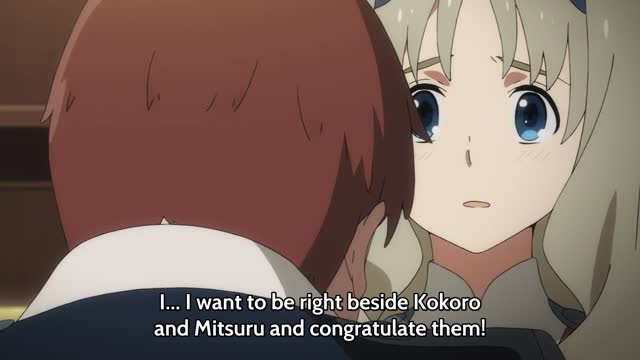 I... I want to be right beside Kokoro
and Mitsuru and congratulate them!